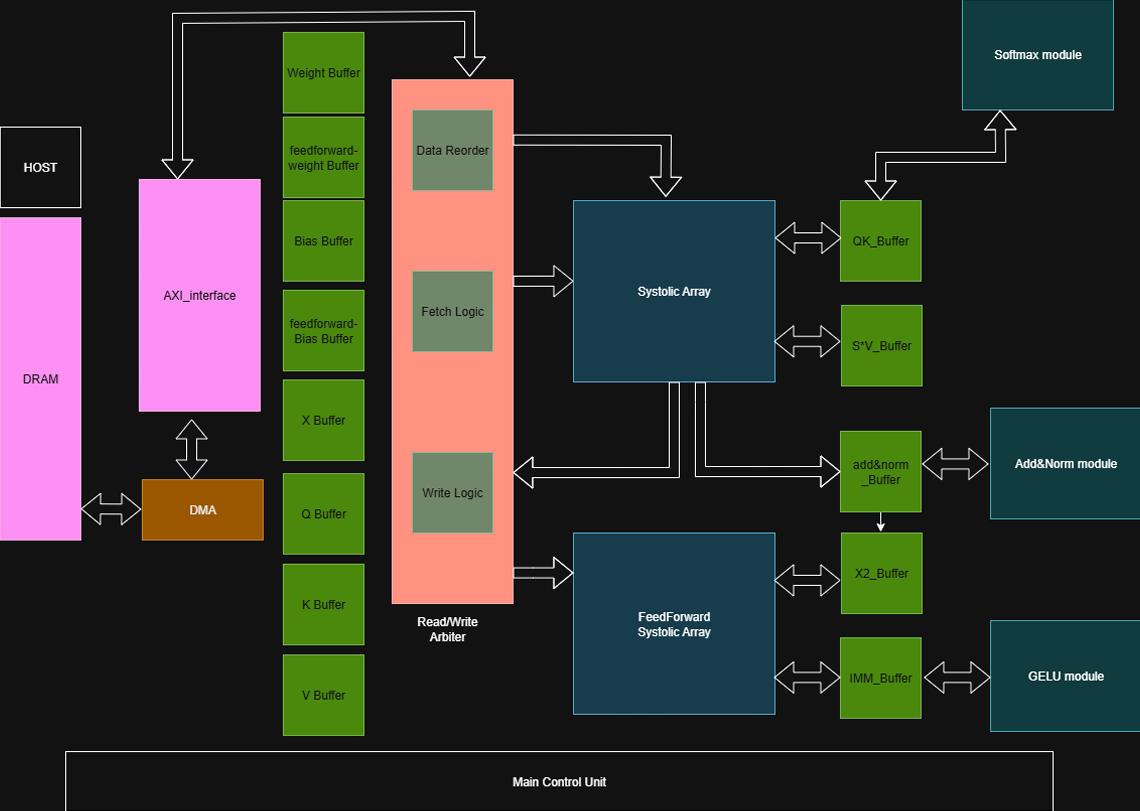 Softmax module
Weight Buffer
HOST
feedforward-
weight Buffer
Data Reorder
Bias Buffer
QK_Buffer
AXI_interface
Systolic Array
Fetch Logic
feedforward-
Bias Buffer
S*V_Buffer
DRAM
X Buffer
add&norm
_Buffer
Add&Norm module
Write Logic
DMA
Q Buffer
X2_Buffer
K Buffer
Read/Write
Arbiter
FeedForward
Systolic Array
IMM_Buffer
GELU module
V Buffer
Main Control Unit